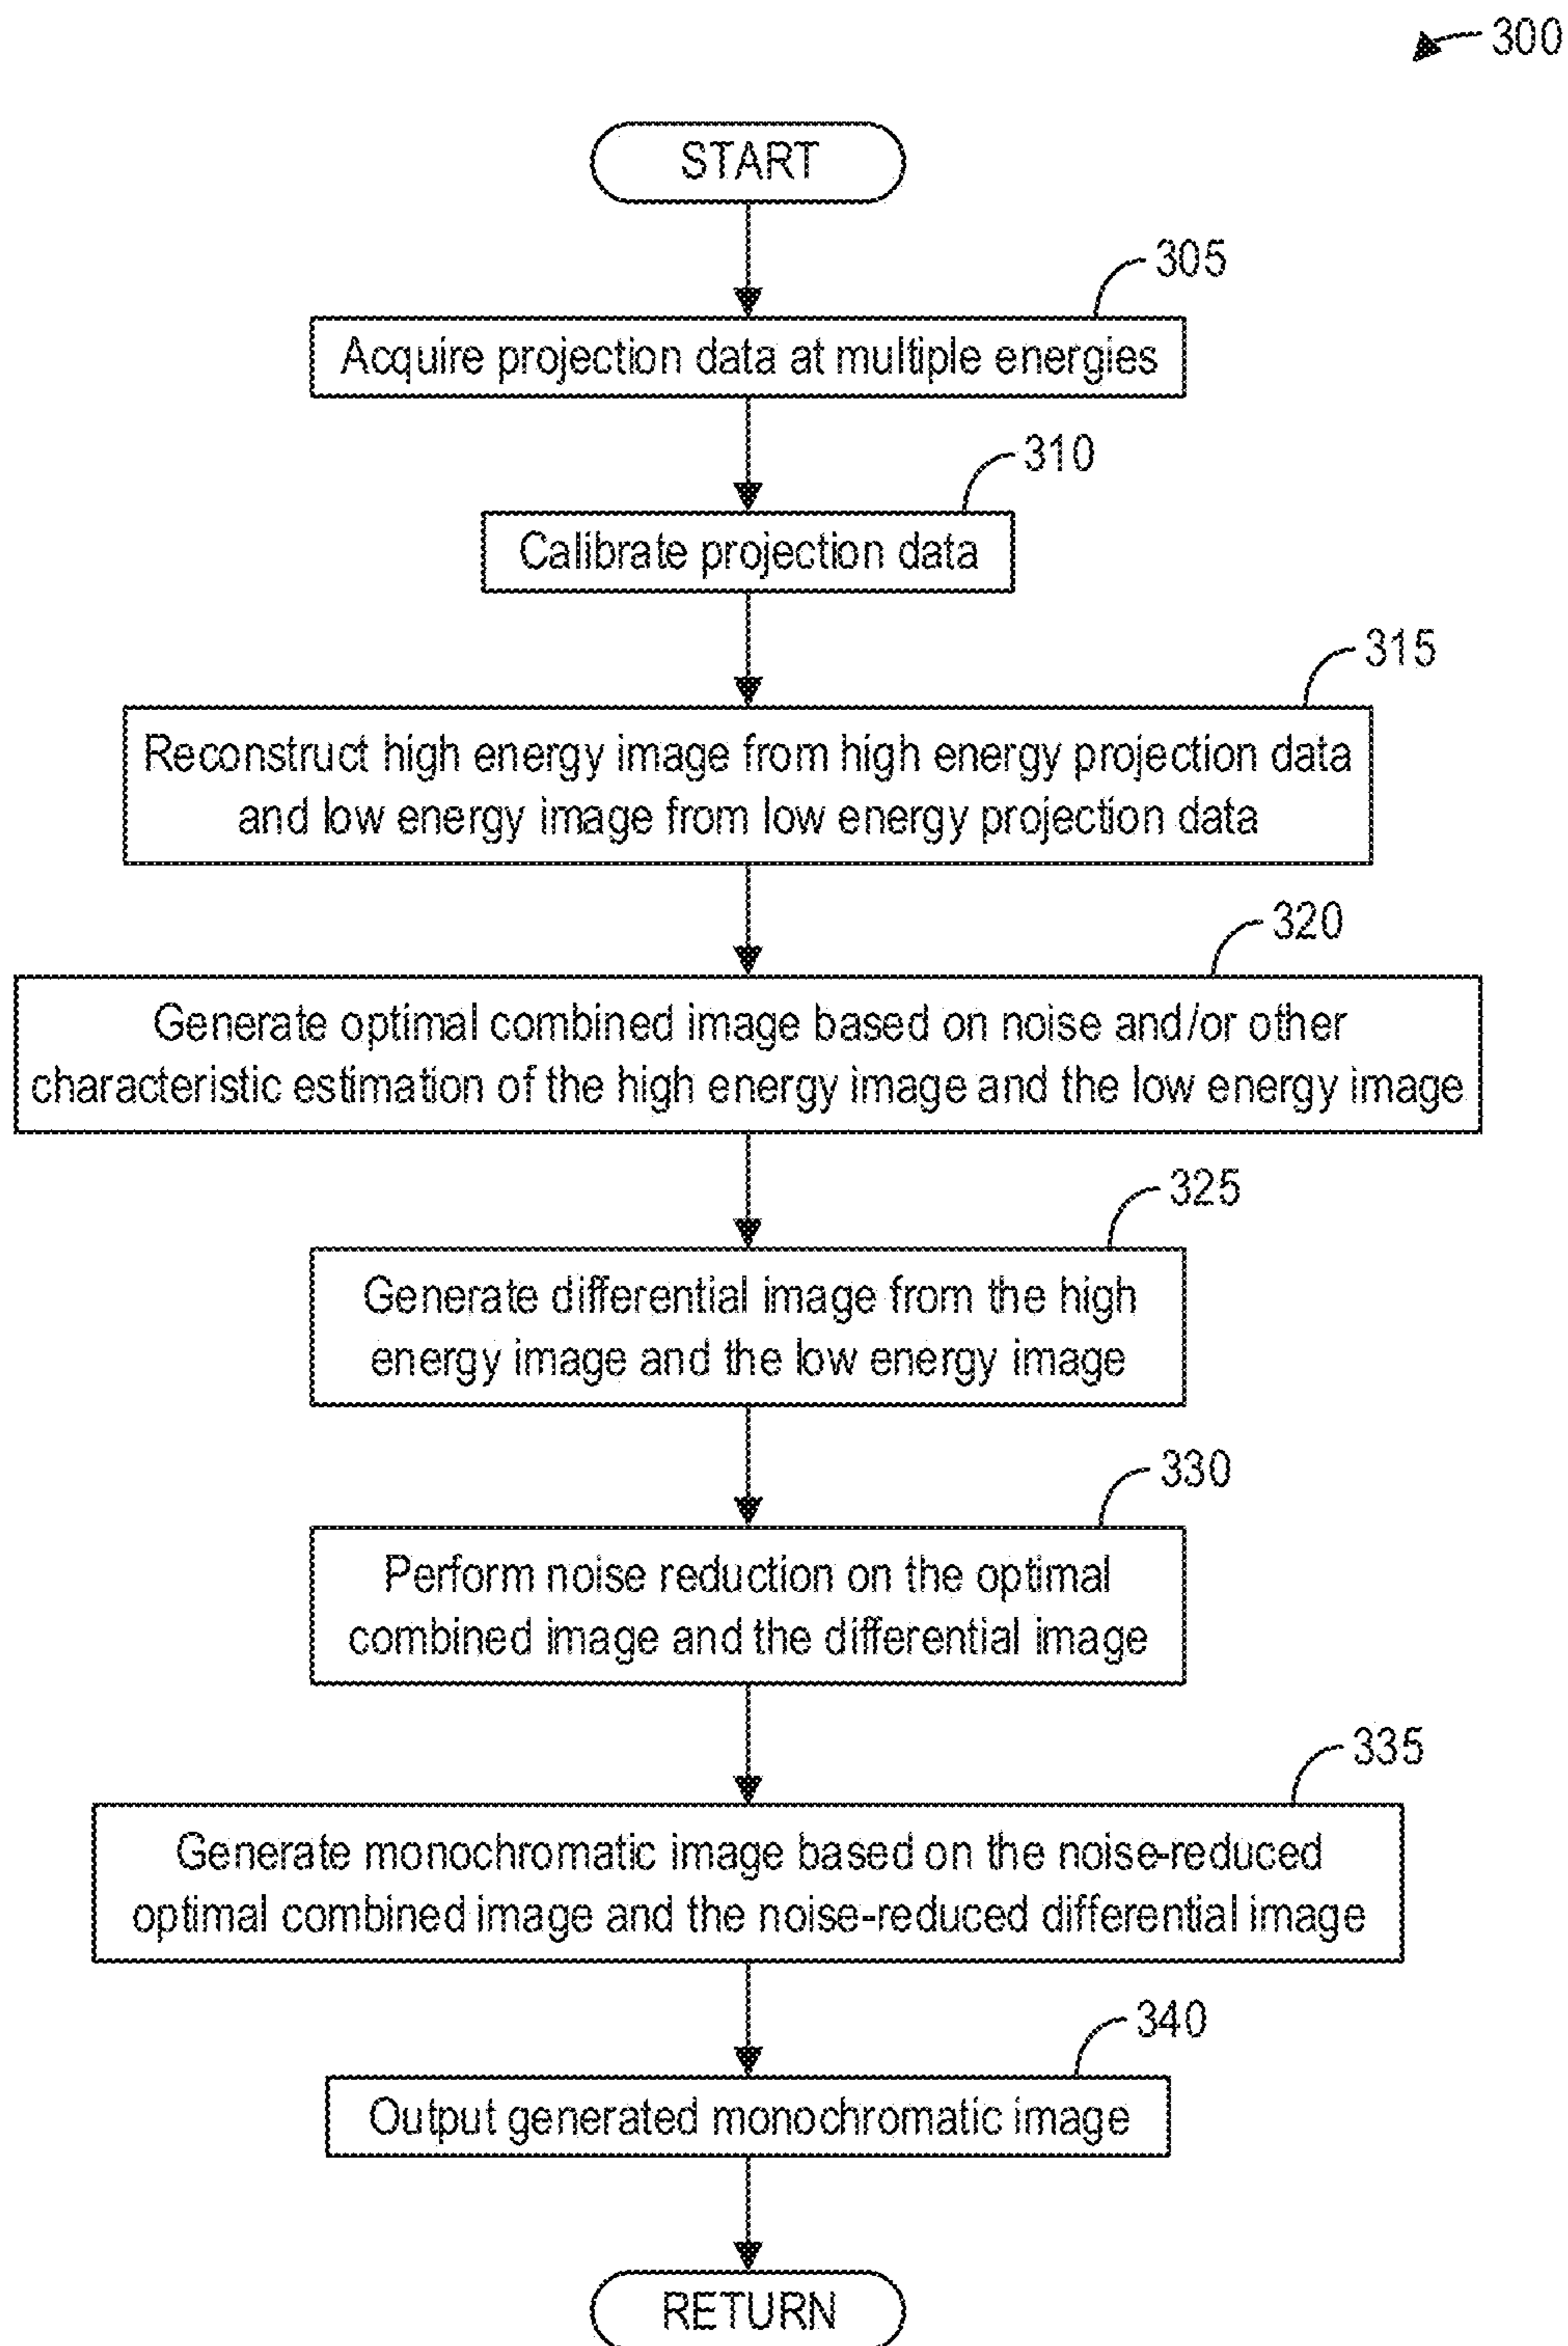 300
START
305
Acquire projection data at multiple energies
310
Calibrate projection data
315
Reconstruct high energy image from high energy projection data
and low energy image from low energy projection data
320
Generate optimal combined image based on noise and/or other
characteristic estimation of the high energy image and the low energy image
325
Generate differential image from the high
energy image and the low energy image
330
Perform noise reduction on the optimal
combined image and the differential image
335
Generate monochromatic image based on the noise-reduced
optimal combined image and the noise-reduced differential image
340
Output generated monochromatic image
RETURN